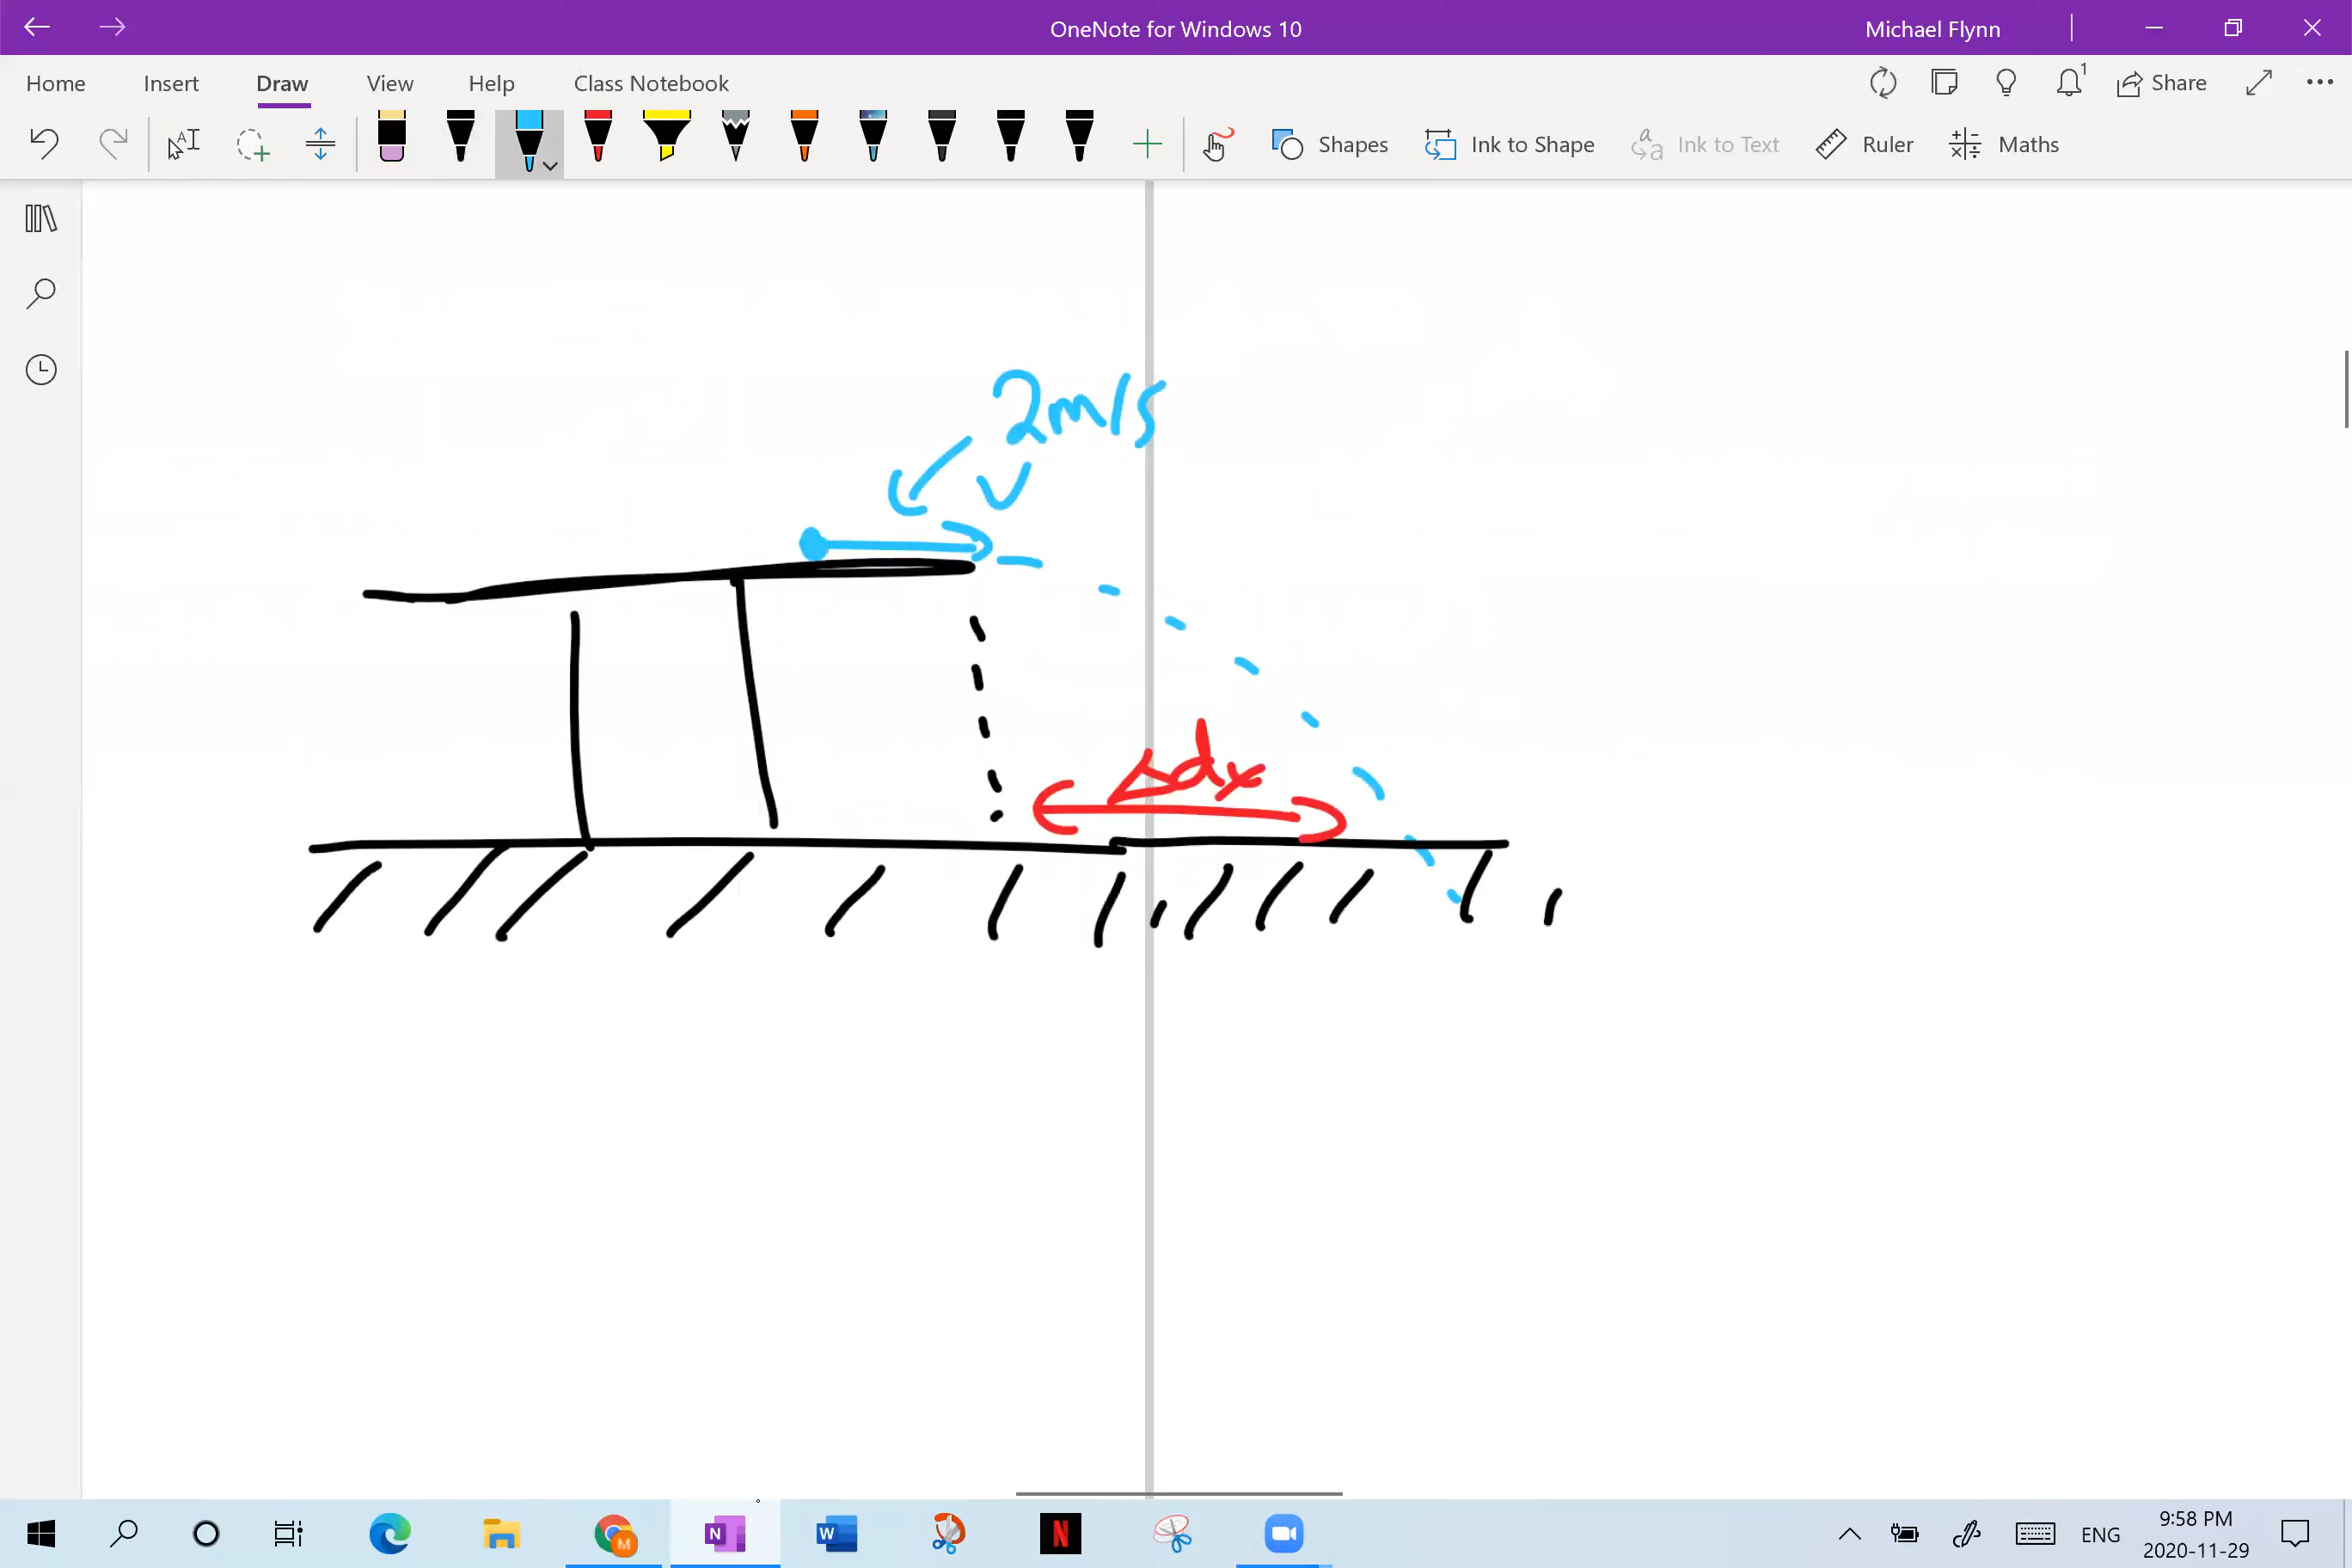 OneNote for Windows 10
Michael Flynn
Home Insert Draw View Help Class Notebook
1
Share
Shapes
Ink to Shape
a
a
Ink to Text
Ruler
Maths
2m/s
v
Δdx
M
N
W
N
ENG
9:58 PM
2020-11-29